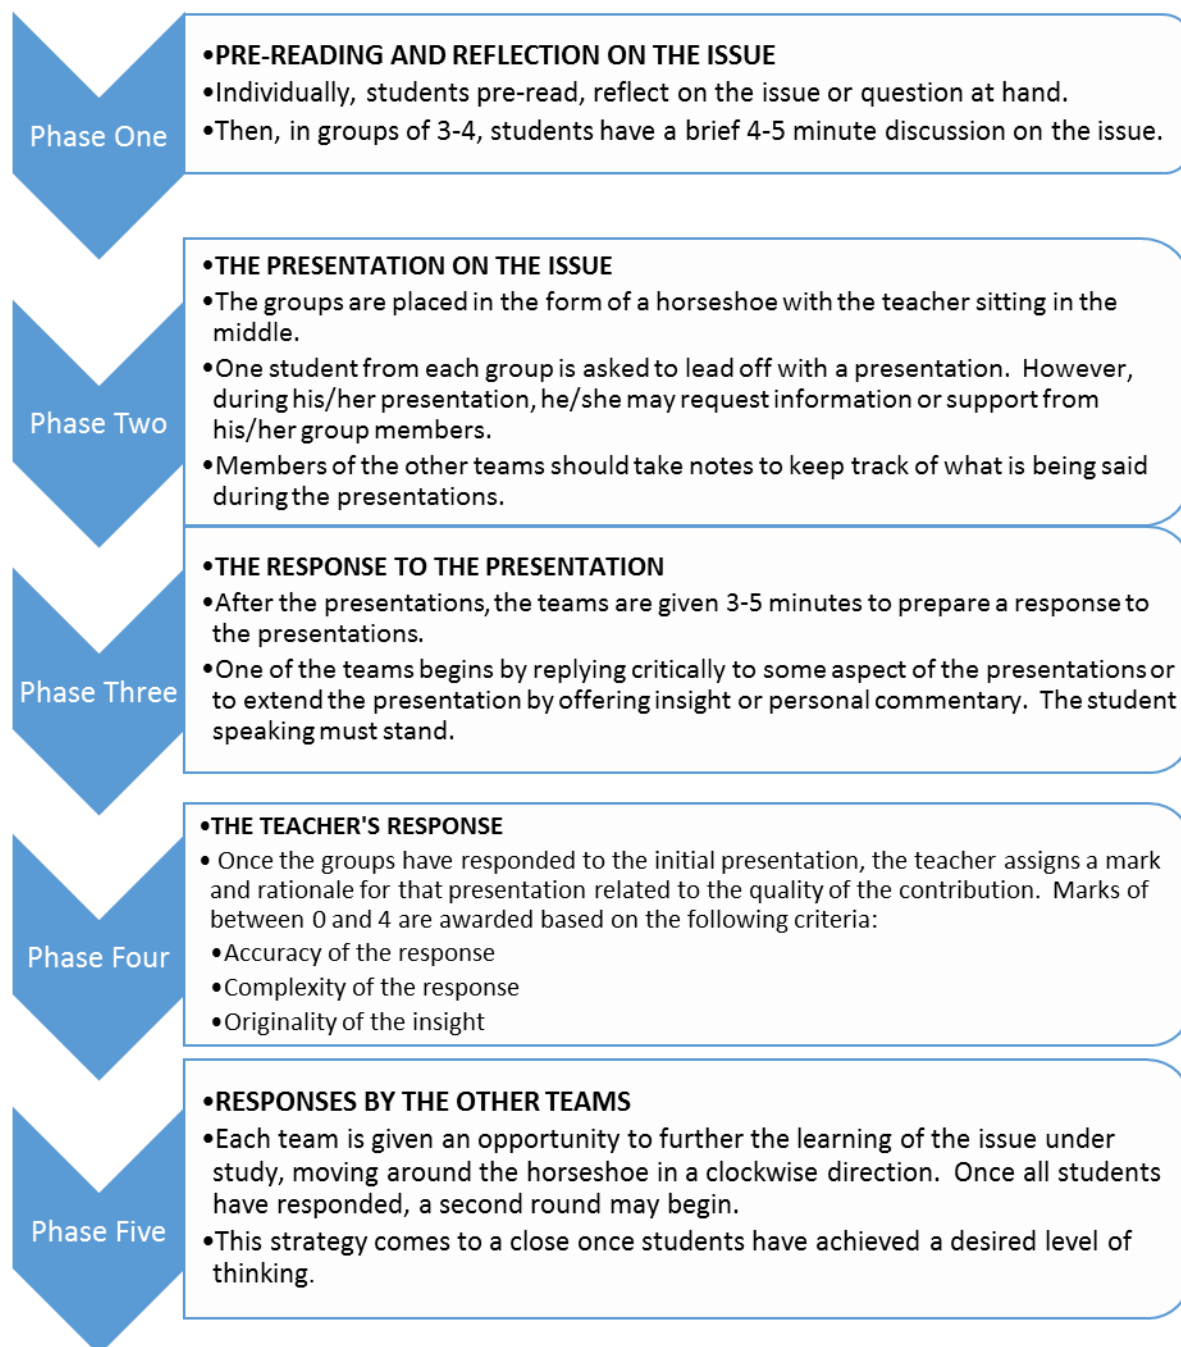 Phase One
•PRE-READING AND REFLECTION ON THE ISSUE
•Individually, students pre-read, reflect on the issue or question at hand.
•Then, in groups of 3-4, students have a brief 4-5 minute discussion on the issue.
Phase Two
•THE PRESENTATION ON THE ISSUE
•The groups are placed in the form of a horseshoe with the teacher sitting in the
middle.
•One student from each group is asked to lead off with a presentation. However,
during his/her presentation, he/she may request information or support from
his/her group members.
•Members of the other teams should take notes to keep track of what is being said
during the presentations.
Phase Three
•THE RESPONSE TO THE PRESENTATION
•After the presentations, the teams are given 3-5 minutes to prepare a response to
the presentations.
•One of the teams begins by replying critically to some aspect of the presentations or
to extend the presentation by offering insight or personal commentary. The student
speaking must stand.
Phase Four
•THE TEACHER'S RESPONSE
• Once the groups have responded to the initial presentation, the teacher assigns a mark
and rationale for that presentation related to the quality of the contribution. Marks of
between 0 and 4 are awarded based on the following criteria:
•Accuracy of the response
•Complexity of the response
•Originality of the insight
Phase Five
•RESPONSES BY THE OTHER TEAMS
•Each team is given an opportunity to further the learning of the issue under
study, moving around the horseshoe in a clockwise direction. Once all students
have responded, a second round may begin.
•This strategy comes to a close once students have achieved a desired level of
thinking.